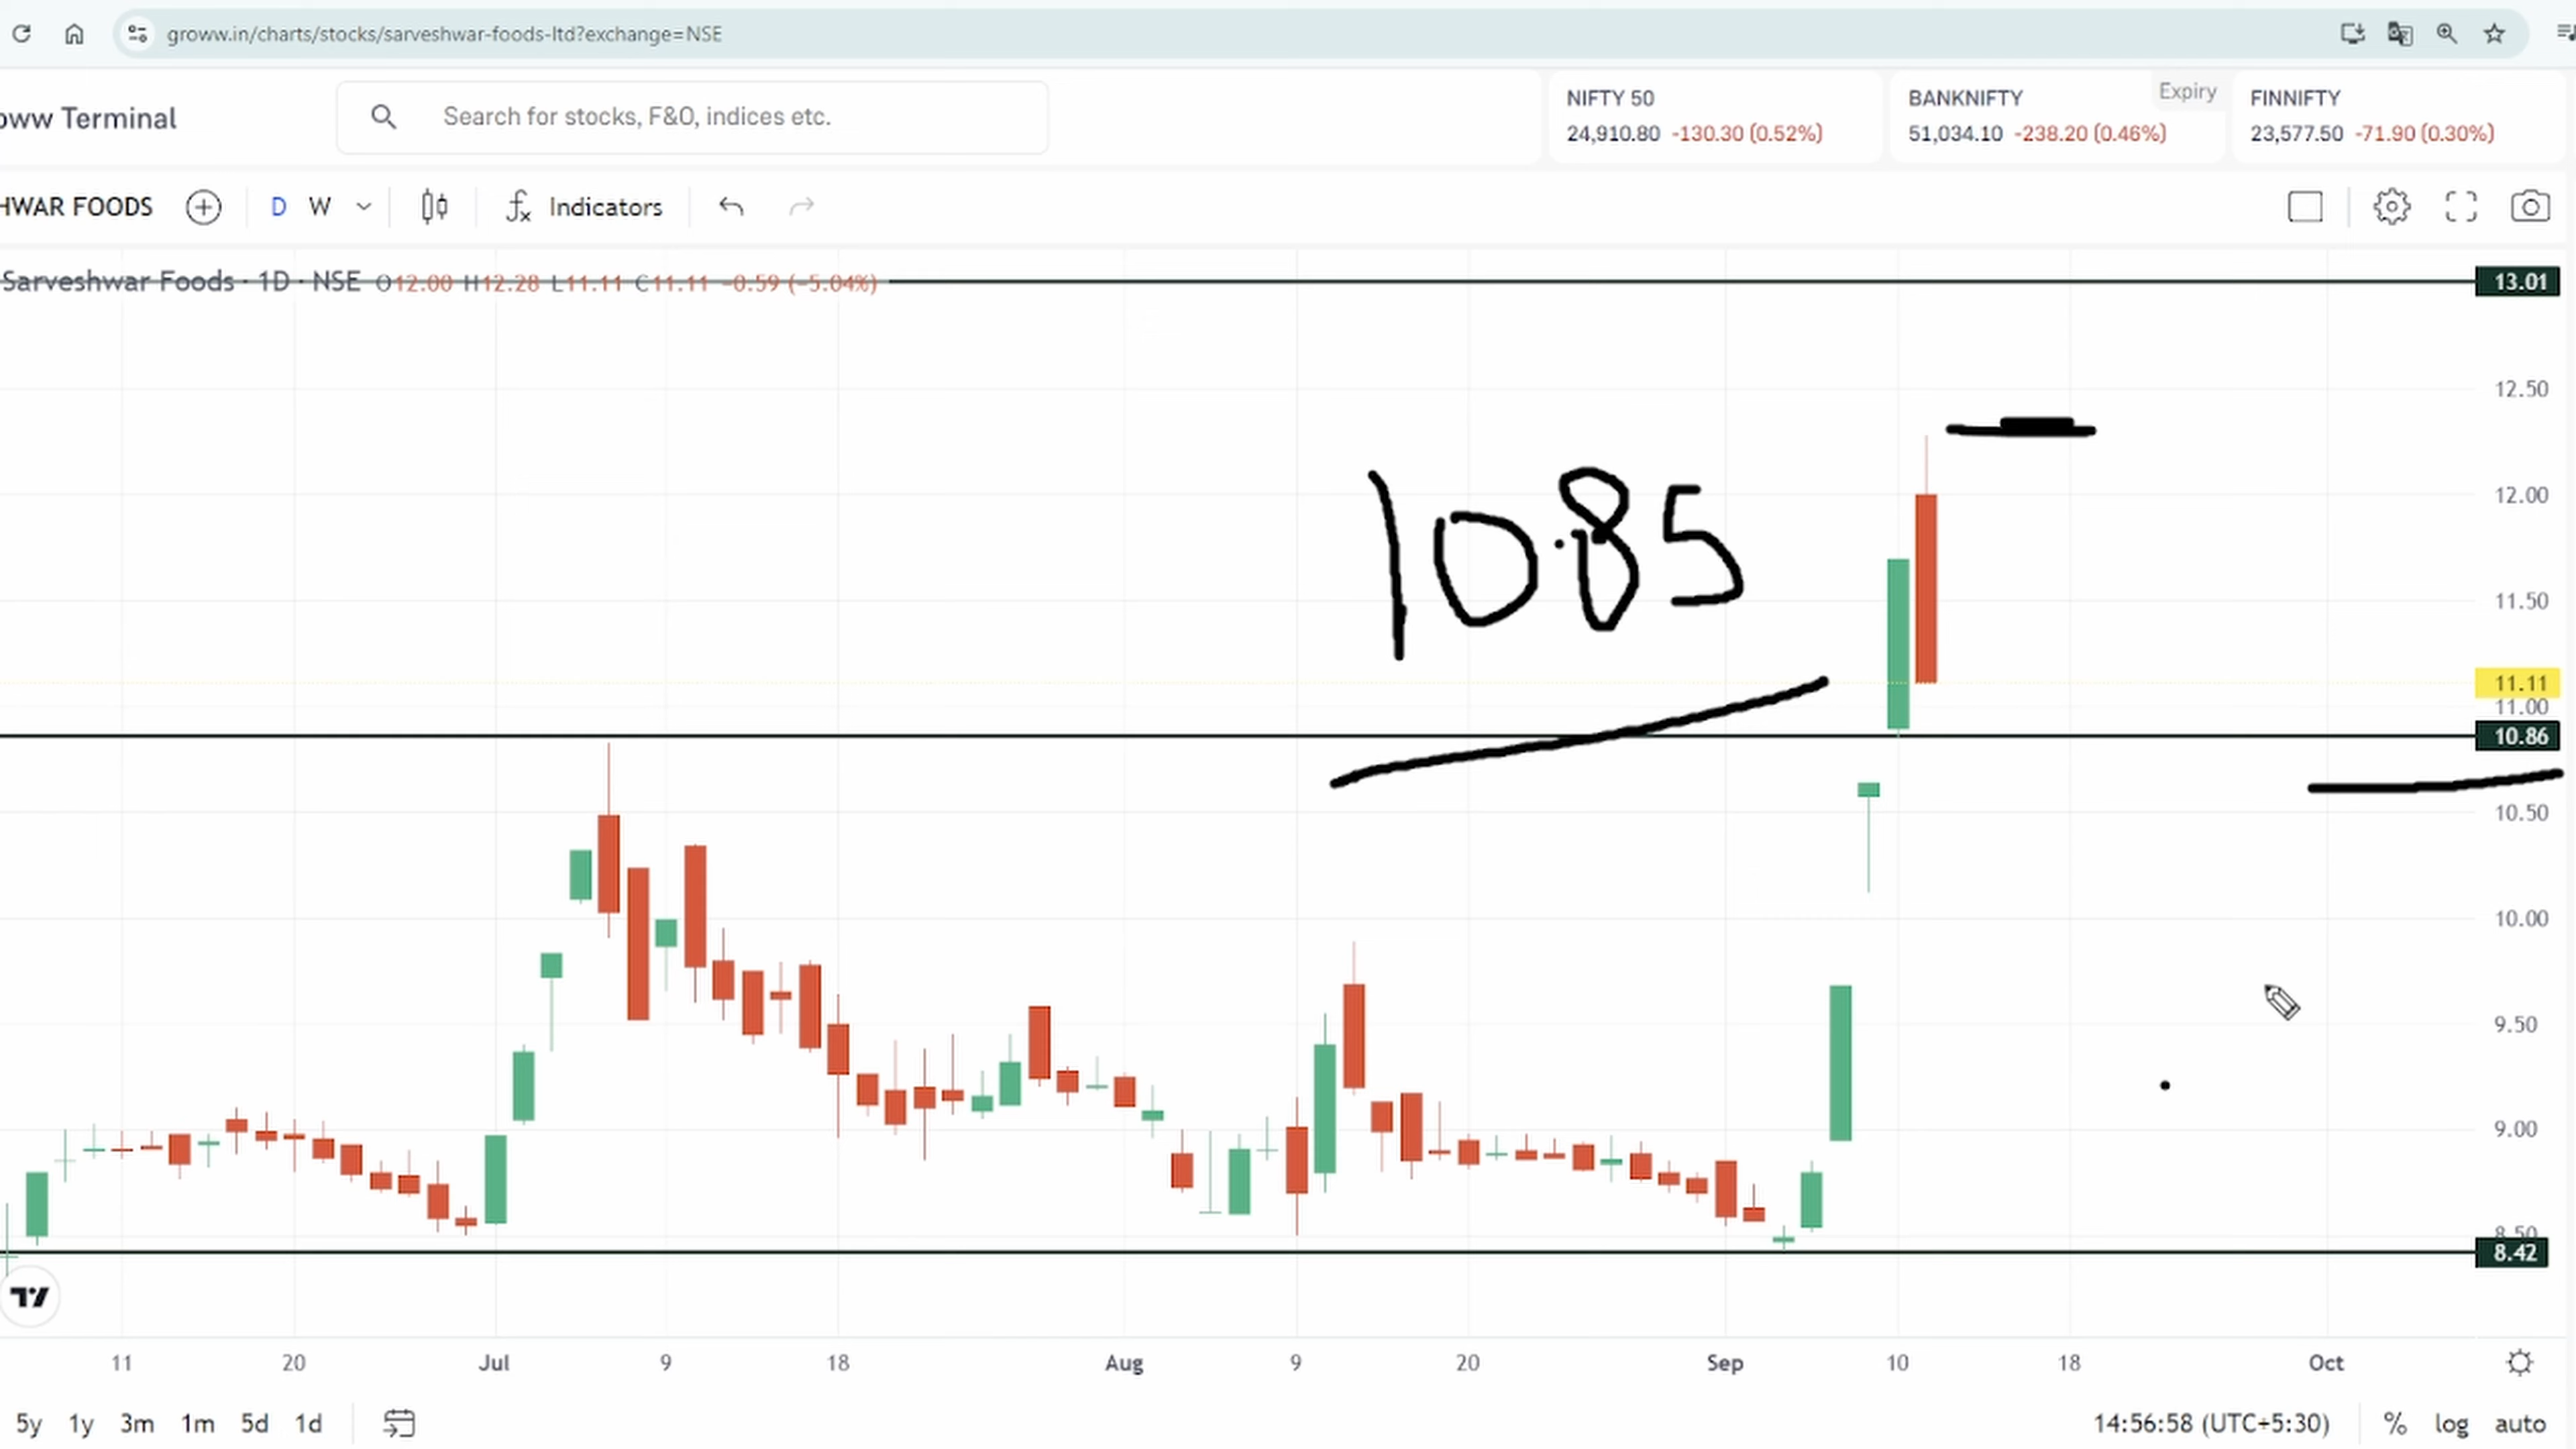 groww.in/charts/stocks/sarveshwar-foods-ltd?exchange=NSE
oww Terminal
Search for stocks, F&O, indices etc.
NIFTY 50
24,910.80 -130.30 (0.52%)
BANKNIFTY
Expiry
51,034.10 -238.20 (0.46%)
FINNIFTY
23,577.50 -71.90 (0.30%)
HWAR FOODS
D W
Indicators
Sarveshwar Foods · 1D · NSE O12.00 H12.28 L11.11 C11.11 -0.59 (-5.04%)
13.01
12.50
12.00
11.50
11.11
11.00
10.86
10.50
10.00
9.50
9.00
8.50
8.42
10.85
11 20 Jul 9 18 Aug 9 20 Sep 10 18 Oct
5y 1y 3m 1m 5d 1d
14:56:58 (UTC+5:30) % log auto